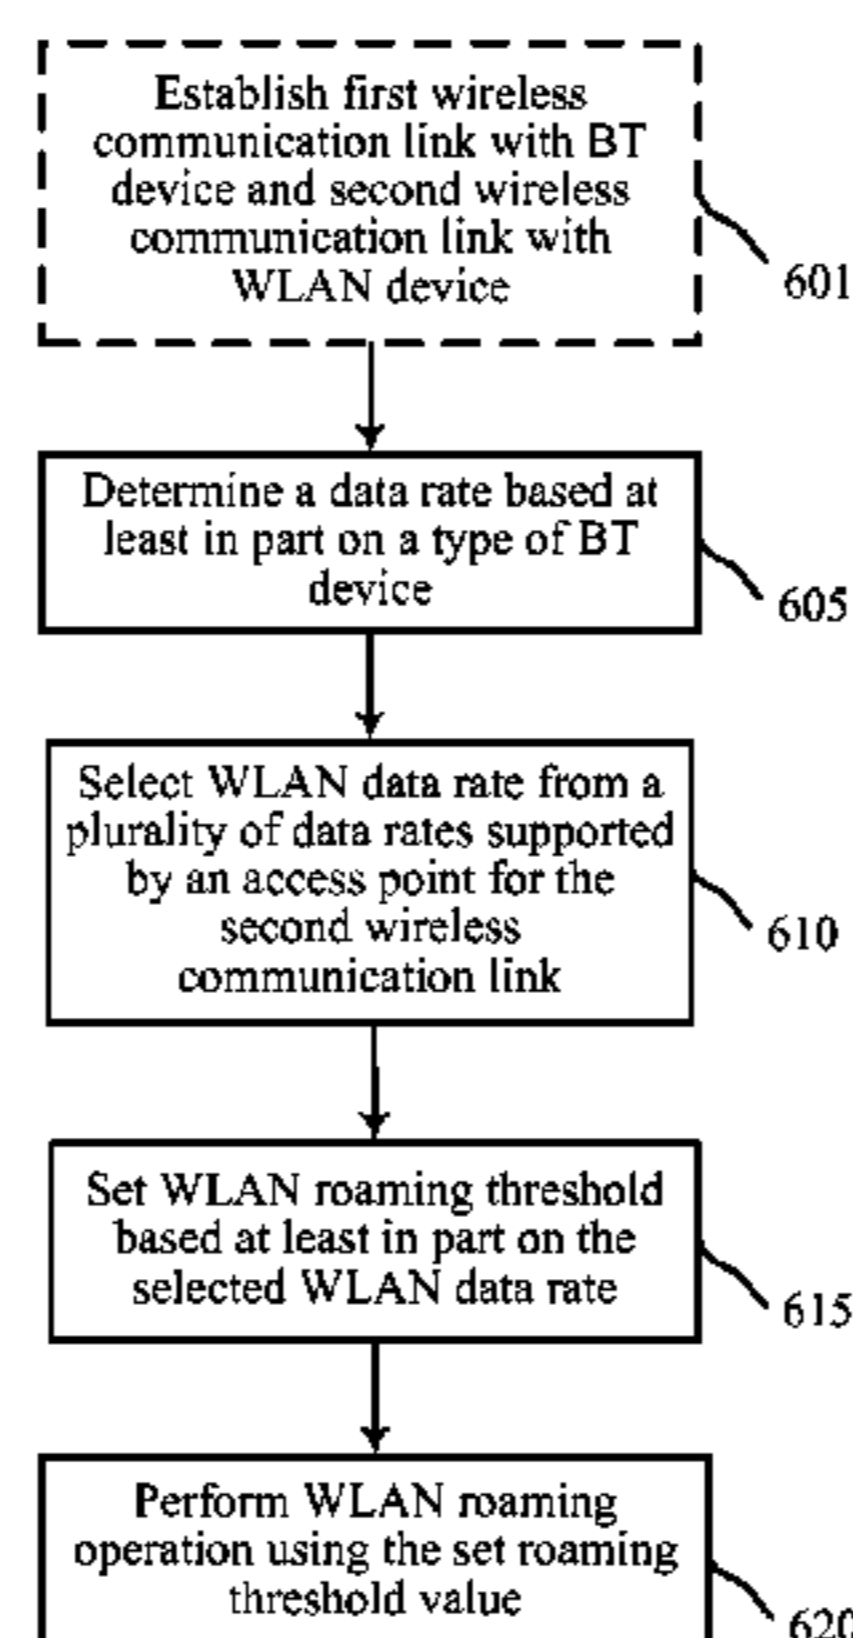 Establish first wireless
communication link with BT
device and second wireless
communication link with
WLAN device
601
Determine a data rate based at
least in part on a type of BT
device
605
Select WLAN data rate from a
plurality of data rates supported
by an access point for the
second wireless
communication link
610
Set WLAN roaming threshold
based at least in part on the
selected WLAN data rate
615
Perform WLAN roaming
operation using the set roaming
threshold value
620